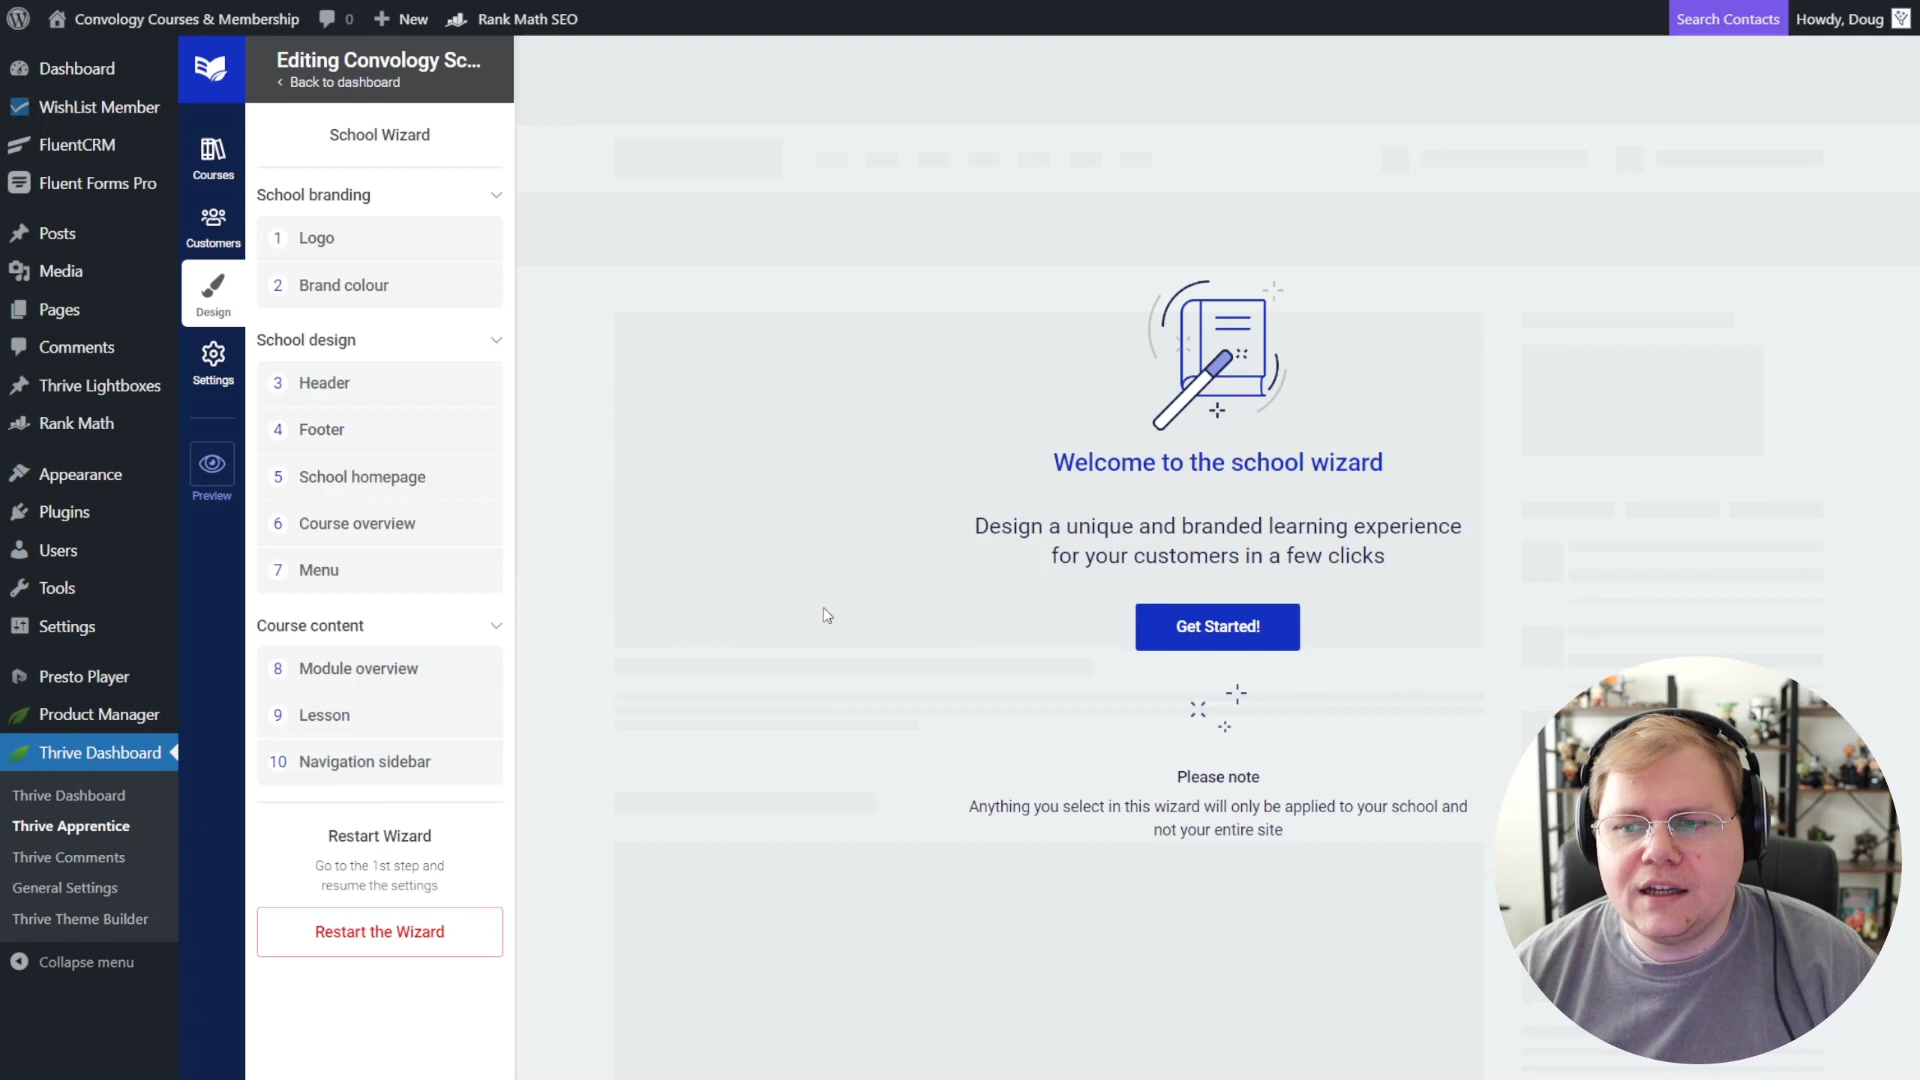 Convology Courses & Membership
0
New
Rank Math SEO
Search Contacts
Howdy, Doug
Dashboard
WishList Member
FluentCRM
Fluent Forms Pro
Posts
Media
Pages
Comments
Thrive Lightboxes
Rank Math
Appearance
Plugins
Users
Tools
Settings
Presto Player
Product Manager
Thrive Dashboard
Thrive Dashboard
Thrive Apprentice
Thrive Comments
General Settings
Thrive Theme Builder
Collapse menu
Courses
Customers
Design
Settings
Preview
Editing Convology Sc...
‹ Back to dashboard
School Wizard
School branding
1 Logo
2 Brand colour
School design
3 Header
4 Footer
5 School homepage
6 Course overview
7 Menu
Course content
8 Module overview
9 Lesson
10 Navigation sidebar
Restart Wizard
Go to the 1st step and
resume the settings
Restart the Wizard
Welcome to the school wizard
Design a unique and branded learning experience
for your customers in a few clicks
Get Started!
Please note
Anything you select in this wizard will only be applied to your school and
not your entire site